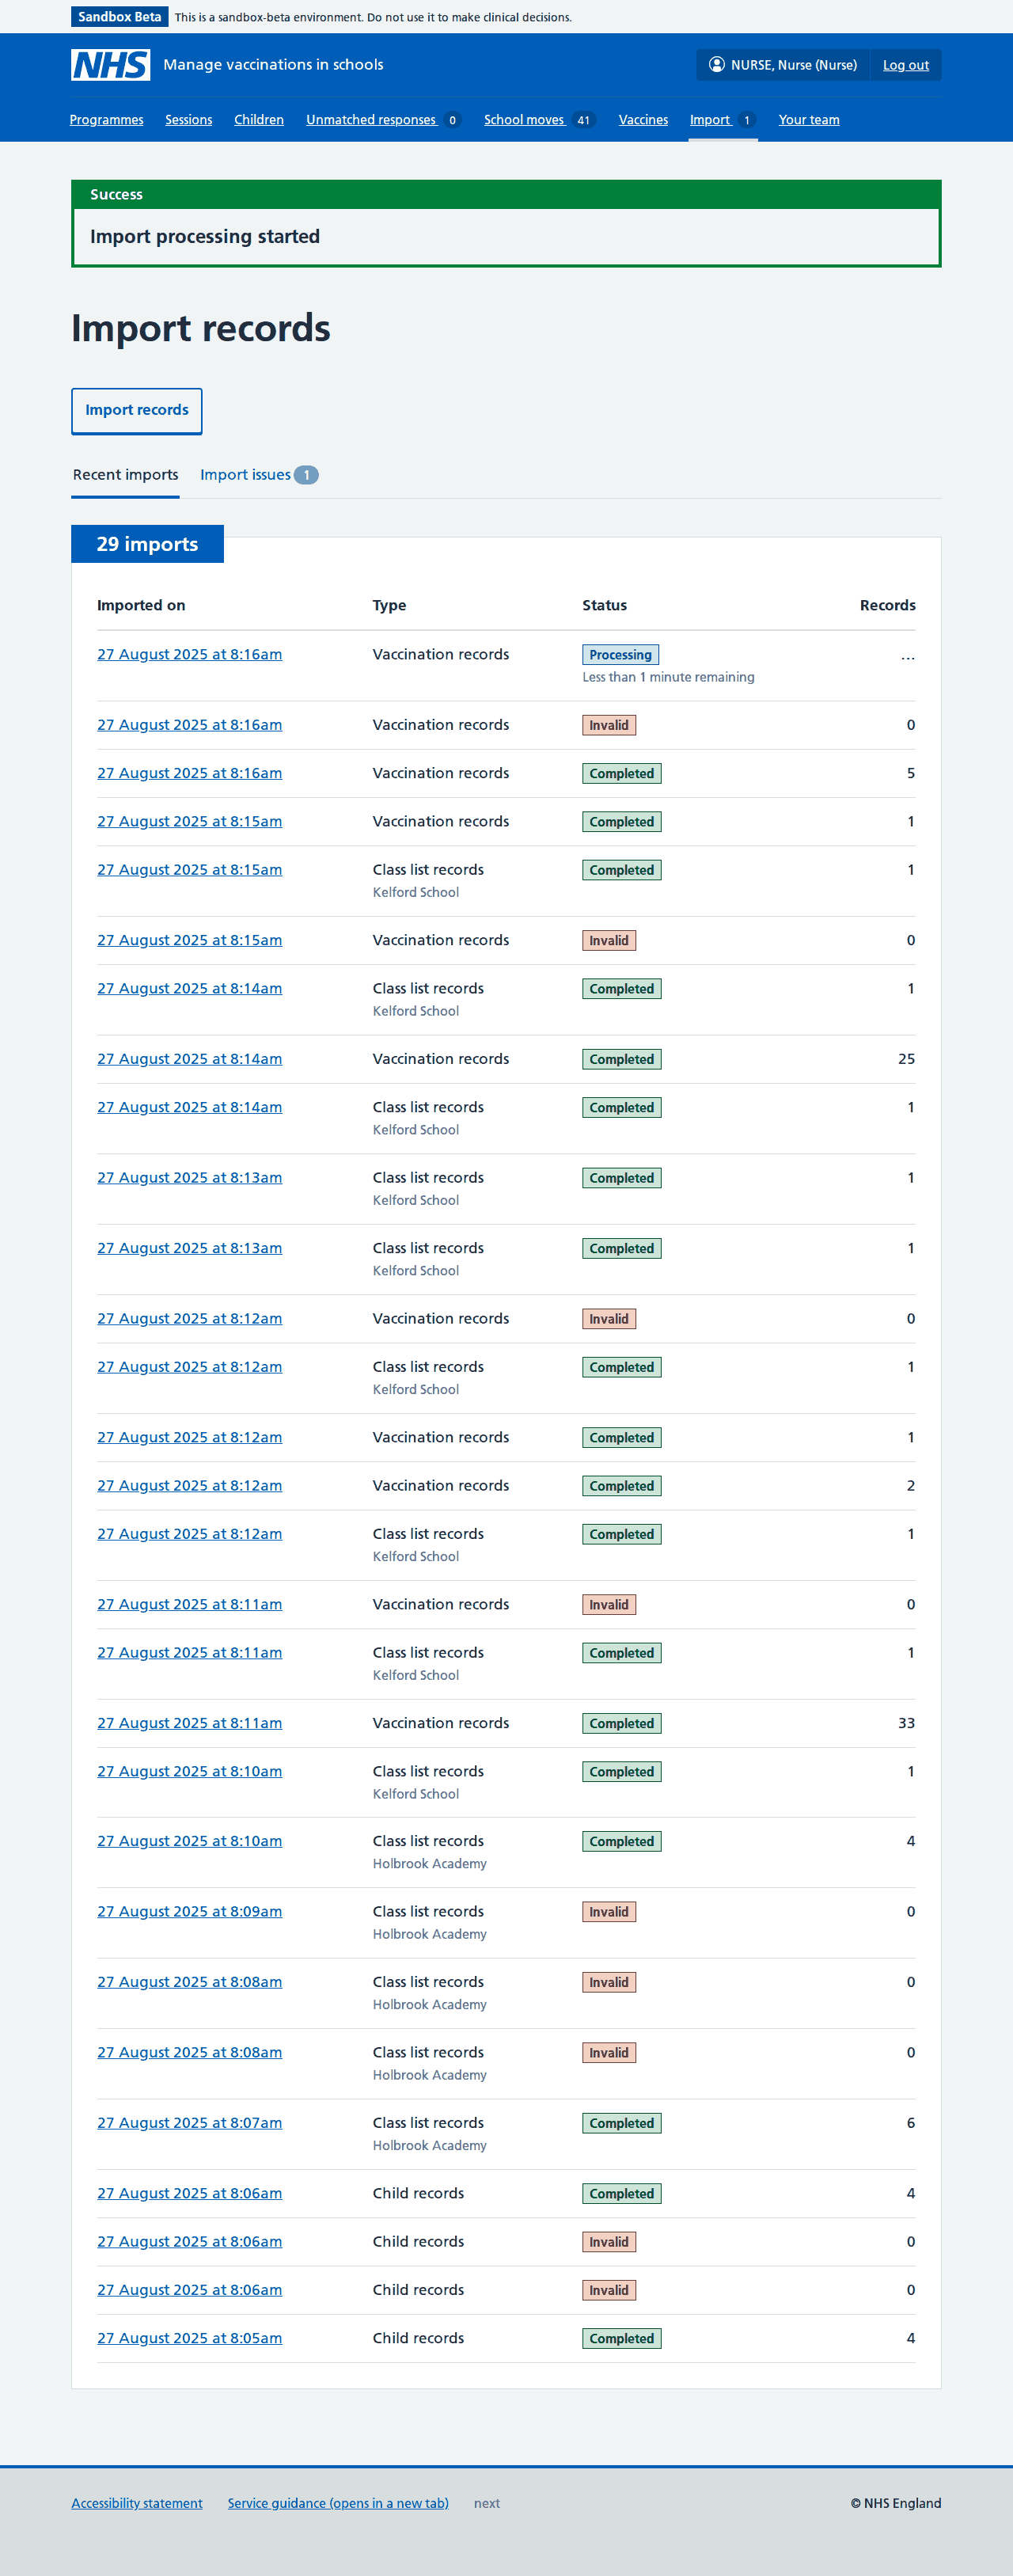 Sandbox Beta This is a sandbox-beta environment. Do not use it to make clinical decisions.
NHS Manage vaccinations in schools NURSE, Nurse (Nurse) Log out
Programmes Sessions Children Unmatched responses 0 School moves 41 Vaccines Import 1 Your team
Success
Import processing started
Import records
Import records
Recent imports Import issues 1
29 imports
Imported on Type Status Records
27 August 2025 at 8:16am Vaccination records Processing ...
Less than 1 minute remaining
27 August 2025 at 8:16am Vaccination records Invalid 0
27 August 2025 at 8:16am Vaccination records Completed 5
27 August 2025 at 8:15am Vaccination records Completed 1
27 August 2025 at 8:15am Class list records Completed 1
Kelford School
27 August 2025 at 8:15am Vaccination records Invalid 0
27 August 2025 at 8:14am Class list records Completed 1
Kelford School
27 August 2025 at 8:14am Vaccination records Completed 25
27 August 2025 at 8:14am Class list records Completed 1
Kelford School
27 August 2025 at 8:13am Class list records Completed 1
Kelford School
27 August 2025 at 8:13am Class list records Completed 1
Kelford School
27 August 2025 at 8:12am Vaccination records Invalid 0
27 August 2025 at 8:12am Class list records Completed 1
Kelford School
27 August 2025 at 8:12am Vaccination records Completed 1
27 August 2025 at 8:12am Vaccination records Completed 2
27 August 2025 at 8:12am Class list records Completed 1
Kelford School
27 August 2025 at 8:11am Vaccination records Invalid 0
27 August 2025 at 8:11am Class list records Completed 1
Kelford School
27 August 2025 at 8:11am Vaccination records Completed 33
27 August 2025 at 8:10am Class list records Completed 1
Kelford School
27 August 2025 at 8:10am Class list records Completed 4
Holbrook Academy
27 August 2025 at 8:09am Class list records Invalid 0
Holbrook Academy
27 August 2025 at 8:08am Class list records Invalid 0
Holbrook Academy
27 August 2025 at 8:08am Class list records Invalid 0
Holbrook Academy
27 August 2025 at 8:07am Class list records Completed 6
Holbrook Academy
27 August 2025 at 8:06am Child records Completed 4
27 August 2025 at 8:06am Child records Invalid 0
27 August 2025 at 8:06am Child records Invalid 0
27 August 2025 at 8:05am Child records Completed 4
Accessibility statement Service guidance (opens in a new tab) next © NHS England